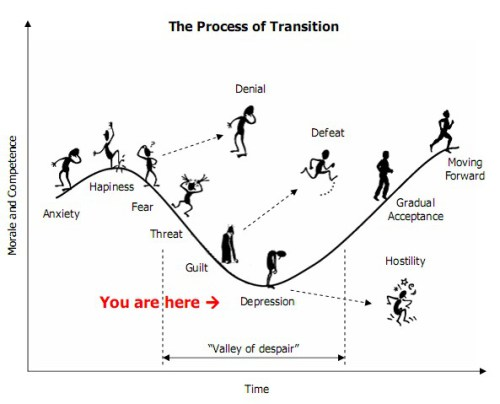 The Process of Transition
Denial
Defeat
Hapiness
Anxiety
Fear
Threat
Guilt
Depression
Hostility
Gradual
Acceptance
Moving
Forward
You are here →
“Valley of despair”
Morale and Competence
Time